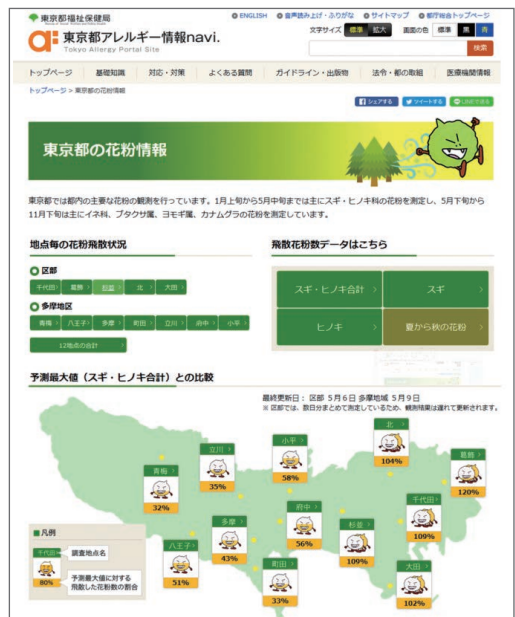 東京都福祉保健局
ENGLISH 音声読み上げ・ふりがな サイトマップ 都庁総合トップページ
東京都アレルギー情報navi.
Tokyo Allergy Portal Site
文字サイズ 標準 拡大 画面の色 標準 黒 青
検索
トップページ 基礎知識 対応・対策 よくある質問 ガイドライン・出版物 法令・都の取組 医療機関情報
トップページ > 東京都の花粉情報
シェアする ツイートする LINEで送る
東京都の花粉情報
東京都では都内の主要な花粉の観測を行っています。1月上旬から5月中旬までは主にスギ・ヒノキ科の花粉を測定し、5月下旬から
11月下旬は主にイネ科、ブタクサ属、ヨモギ属、カナムグラの花粉を測定しています。
地点毎の花粉飛散状況
区部
千代田 葛飾 杉並 北 大田
多摩地区
青梅 八王子 多摩 町田 立川 府中 小平
12地点の合計
飛散花粉数データはこちら
スギ・ヒノキ合計 スギ
ヒノキ 夏から秋の花粉
予測最大値(スギ・ヒノキ合計)との比較
最終更新日: 区部 5月6日 多摩地域 5月9日
※ 区部では、数日分まとめて測定しているため、観測結果は遅れて更新されます。
北
104%
小平
58%
立川
35%
葛飾
120%
青梅
32%
千代田
109%
府中
56%
多摩
43%
杉並
109%
八王子
51%
町田
33%
大田
102%
凡例
千代田 調査地点名
80% 予測最大値に対する
飛散した花粉数の割合